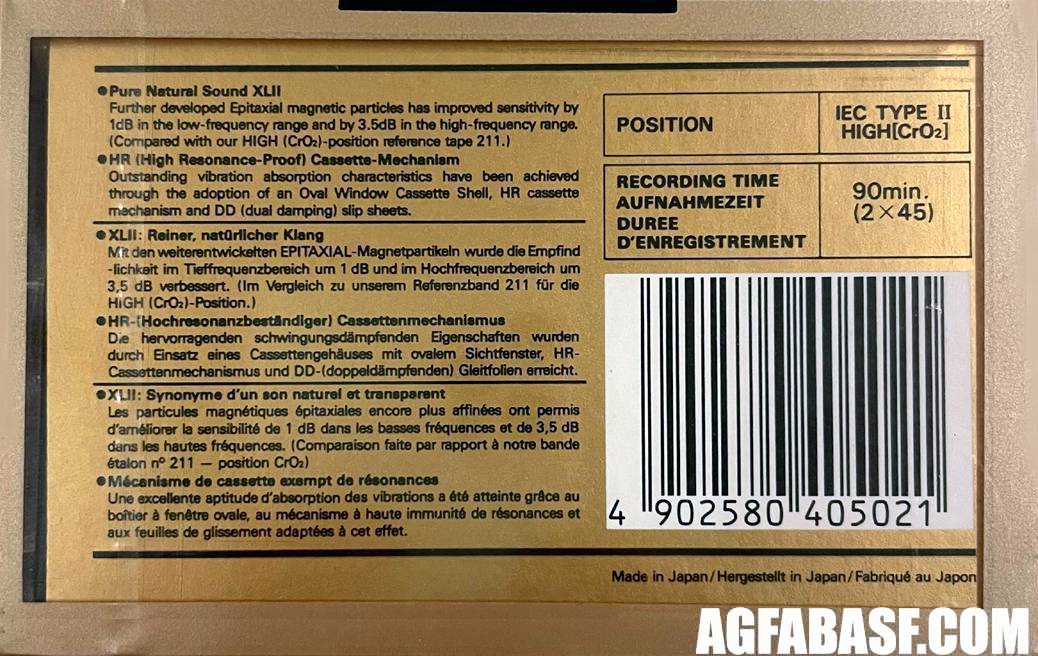 ●Pure Natural Sound XLII
Further developed Epitaxial magnetic particles has improved sensitivity by
1dB in the low-frequency range and by 3.5dB in the high-frequency range.
(Compared with our HIGH (CrO₂)-position reference tape 211.)
●HR (High Resonance-Proof) Cassette-Mechanism
Outstanding vibration absorption characteristics have been achieved
through the adoption of an Oval Window Cassette Shell, HR cassette
mechanism and DD (dual damping) slip sheets.
●XLII: Reiner, natürlicher Klang
Mit den weiterentwickelten EPITAXIAL-Magnetpartikeln wurde die Empfind
-lichkeit im Tieffrequenzbereich um 1 dB und im Hochfrequenzbereich um
3,5 dB verbessert. (Im Vergleich zu unserem Referenzband 211 für die
HIGH (CrO₂)-Position.)
●HR-(Hochresonanzbeständiger) Cassettenmechanismus
Die hervorragenden schwingungsdämpfenden Eigenschaften wurden
durch Einsatz eines Cassettengehäuses mit ovalem Sichtfenster, HR-
Cassettenmechanismus und DD-(doppeldämpfenden) Gleitfolien erreicht.
●XLII: Synonyme d'un son naturel et transparent
Les particules magnétiques épitaxiales encore plus affinées ont permis
d'améliorer la sensibilité de 1 dB dans les basses fréquences et de 3,5 dB
dans les hautes fréquences. (Comparaison faite par rapport à notre bande
étalon nº 211 — position CrO₂)
●Mécanisme de cassette exempt de résonances
Une excellente aptitude d'absorption des vibrations a été atteinte grâce au
boîtier à fenêtre ovale, au mécanisme à haute immunité de résonances et
aux feuilles de glissement adaptées à cet effet.
POSITION
IEC TYPE II
HIGH[CrO₂]
RECORDING TIME
AUFNAHMEZEIT
DUREE
D'ENREGISTREMENT
90min.
(2×45)
4 902580 405021
Made in Japan/Hergestellt in Japan/Fabriqué au Japon
AGFABASF.COM